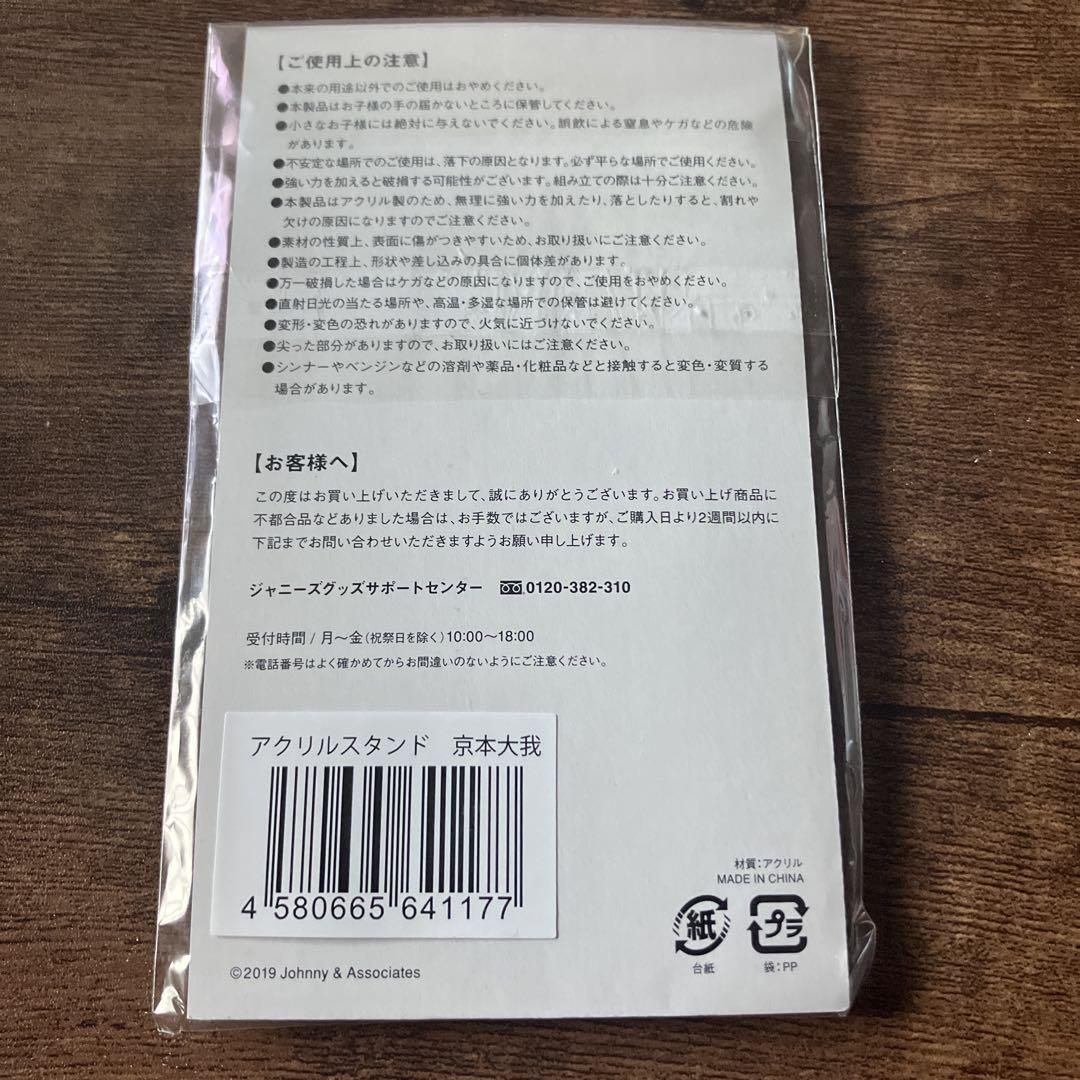 【ご使用上の注意】
●本来の用途以外でのご使用はおやめください。
●本製品はお子様の手の届かないところに保管してください。
●小さなお子様には絶対に与えないでください。誤飲による窒息やケガなどの危険
があります。
●不安定な場所でのご使用は、落下の原因となります。必ず平らな場所でご使用ください。
●強い力を加えると破損する可能性がございます。組み立ての際は十分ご注意ください。
●本製品はアクリル製のため、無理に強い力を加えたり、落としたりすると、割れや
欠けの原因になりますのでご注意ください。
●素材の性質上、表面に傷がつきやすいため、お取り扱いにご注意ください。
●製造の工程上、形状や差し込みの具合に個体差があります。
●万一破損した場合はケガなどの原因になりますので、ご使用をおやめください。
●直射日光の当たる場所や、高温・多湿な場所での保管は避けてください。
●変形・変色の恐れがありますので、火気に近づけないでください。
●尖った部分がありますので、お取り扱いにはご注意ください。
●シンナーやベンジンなどの溶剤や薬品・化粧品などと接触すると変色・変質する
場合があります。
【お客様へ】
この度はお買い上げいただきまして、誠にありがとうございます。お買い上げ商品に
不都合品などありました場合は、お手数ではございますが、ご購入日より2週間以内に
下記までお問い合わせいただきますようお願い申し上げます。
ジャニーズグッズサポートセンター 0120-382-310
受付時間 / 月〜金(祝祭日を除く)10:00〜18:00
※電話番号はよく確かめてからお間違いのないようにご注意ください。
アクリルスタンド 京本大我
4 580665 641177
材質:アクリル
MADE IN CHINA
紙 プラ
台紙 袋:PP
©2019 Johnny & Associates